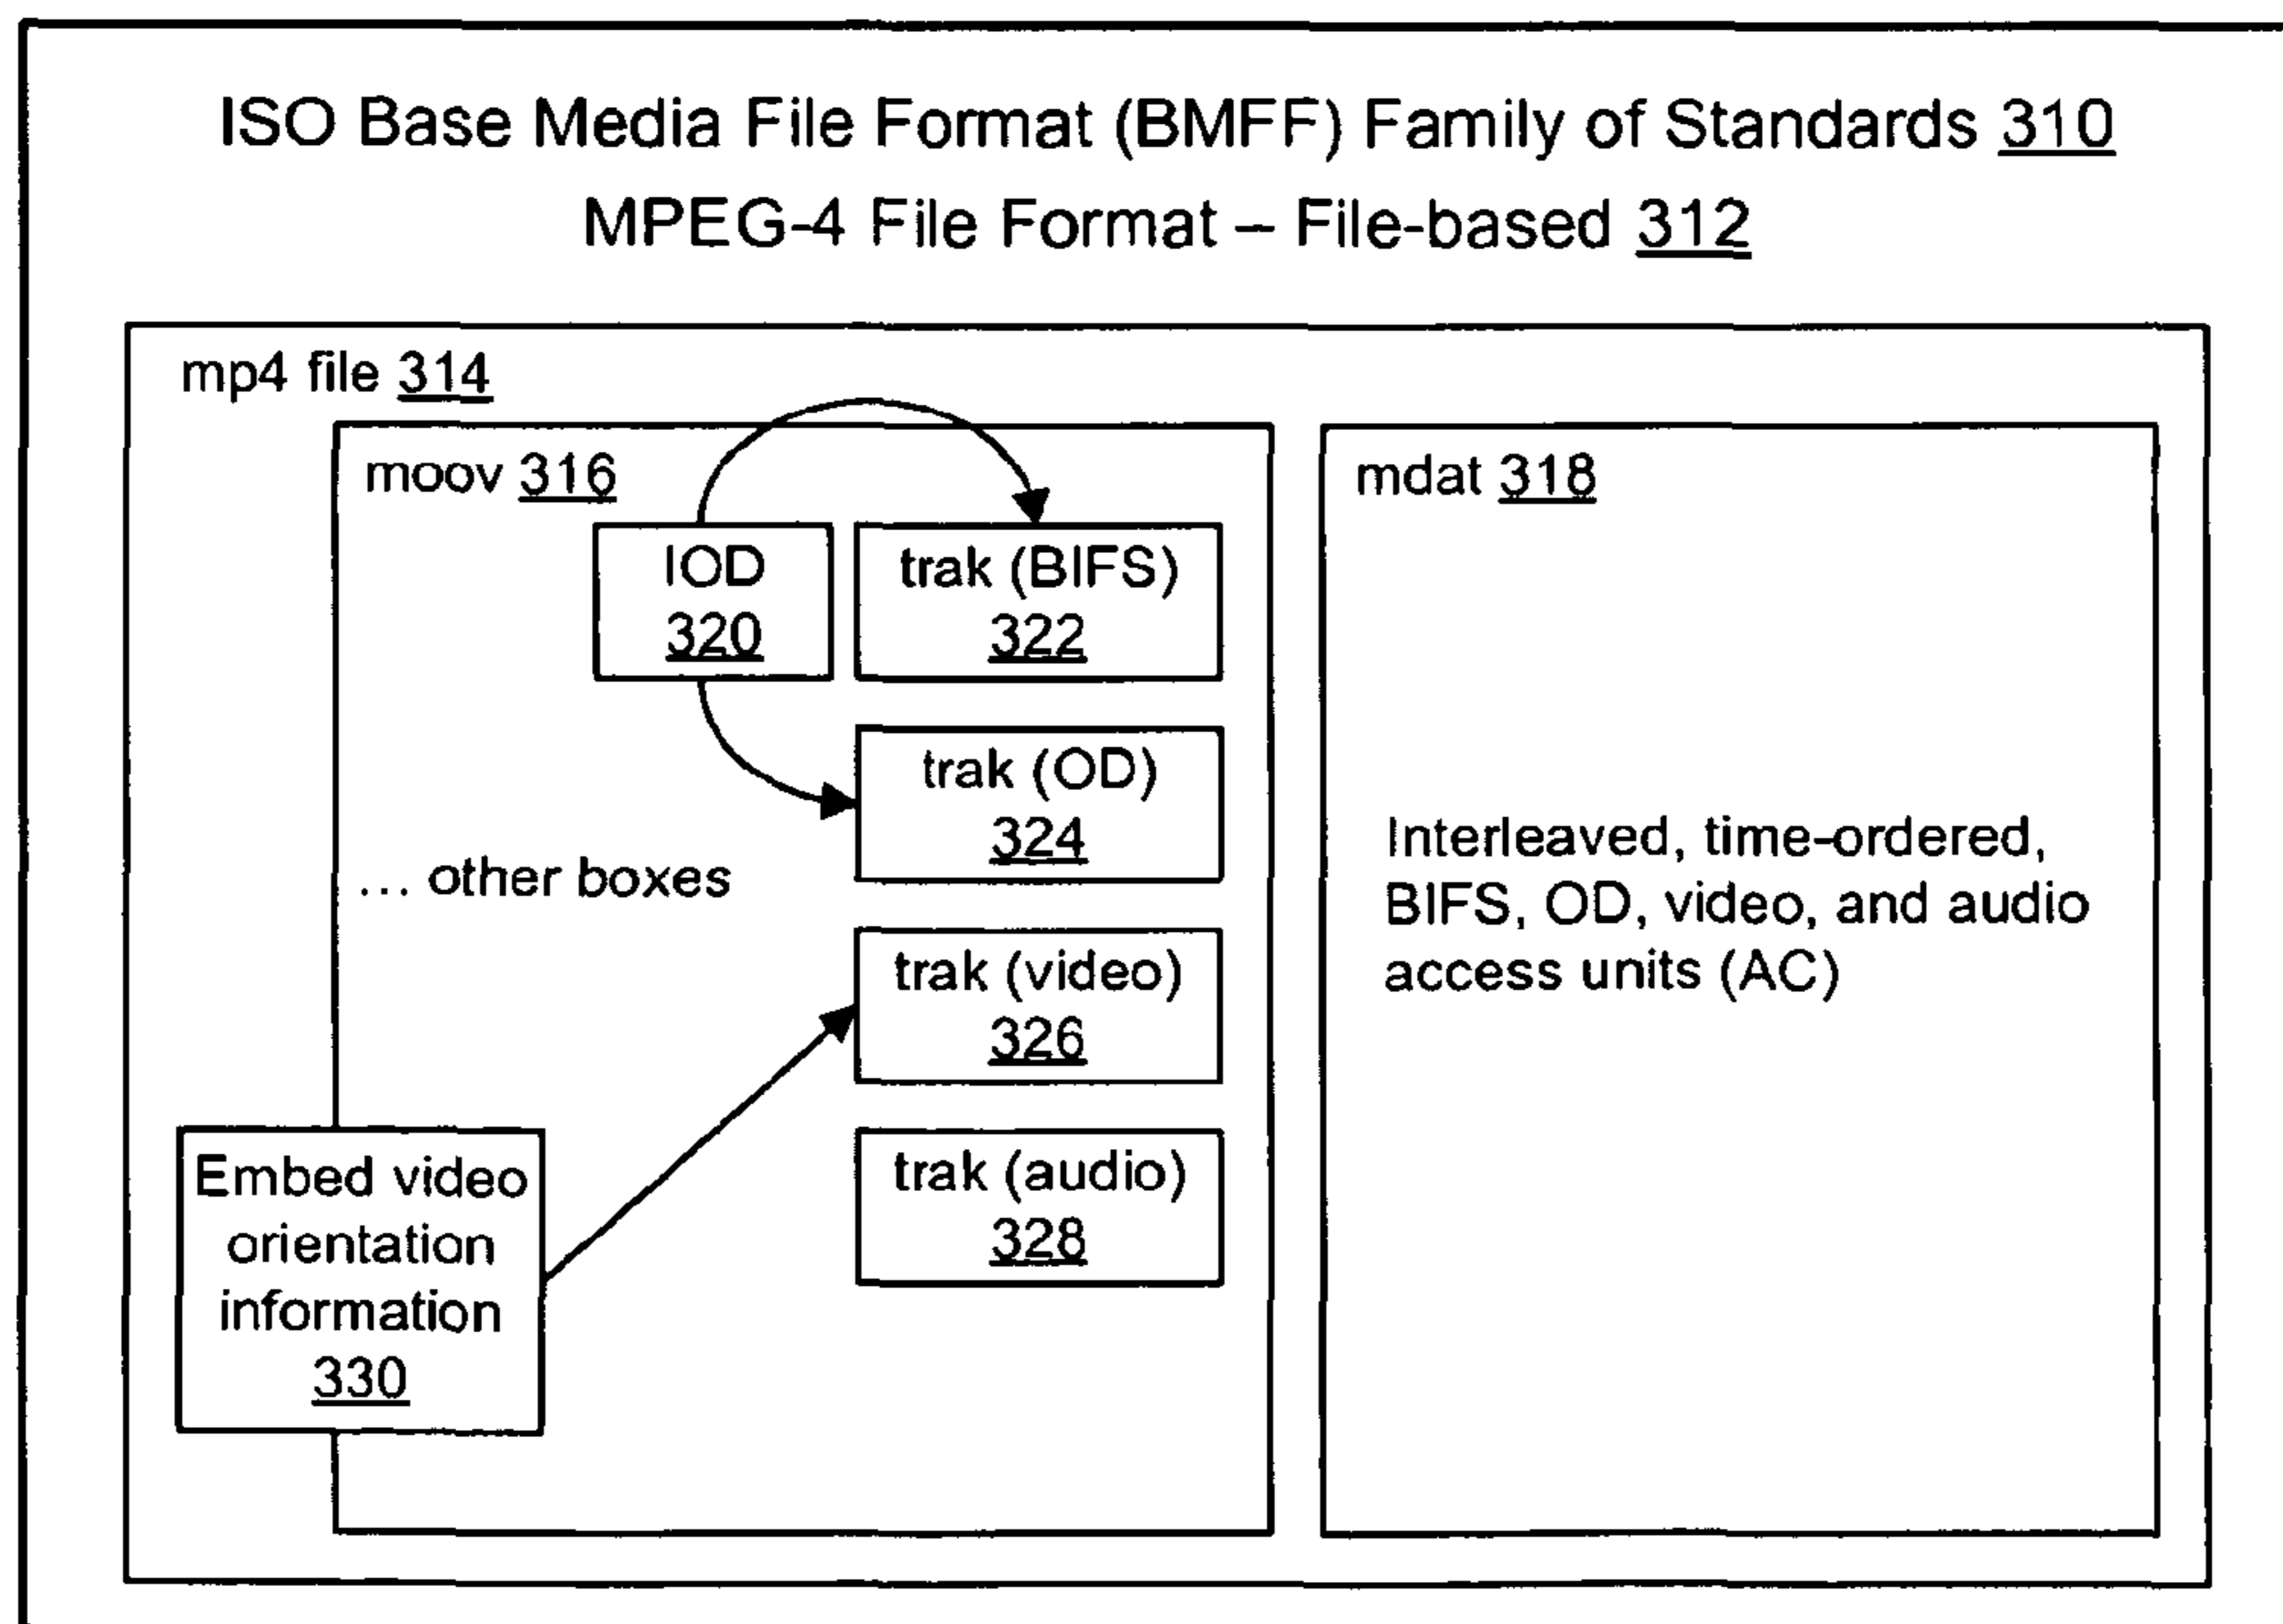 ISO Base Media File Format (BMFF) Family of Standards 310
MPEG-4 File Format – File-based 312
mp4 file 314
moov 316
IOD
320
trak (BIFS)
322
trak (OD)
324
... other boxes
trak (video)
326
Embed video
orientation
information
330
trak (audio)
328
mdat 318
Interleaved, time-ordered,
BIFS, OD, video, and audio
access units (AC)